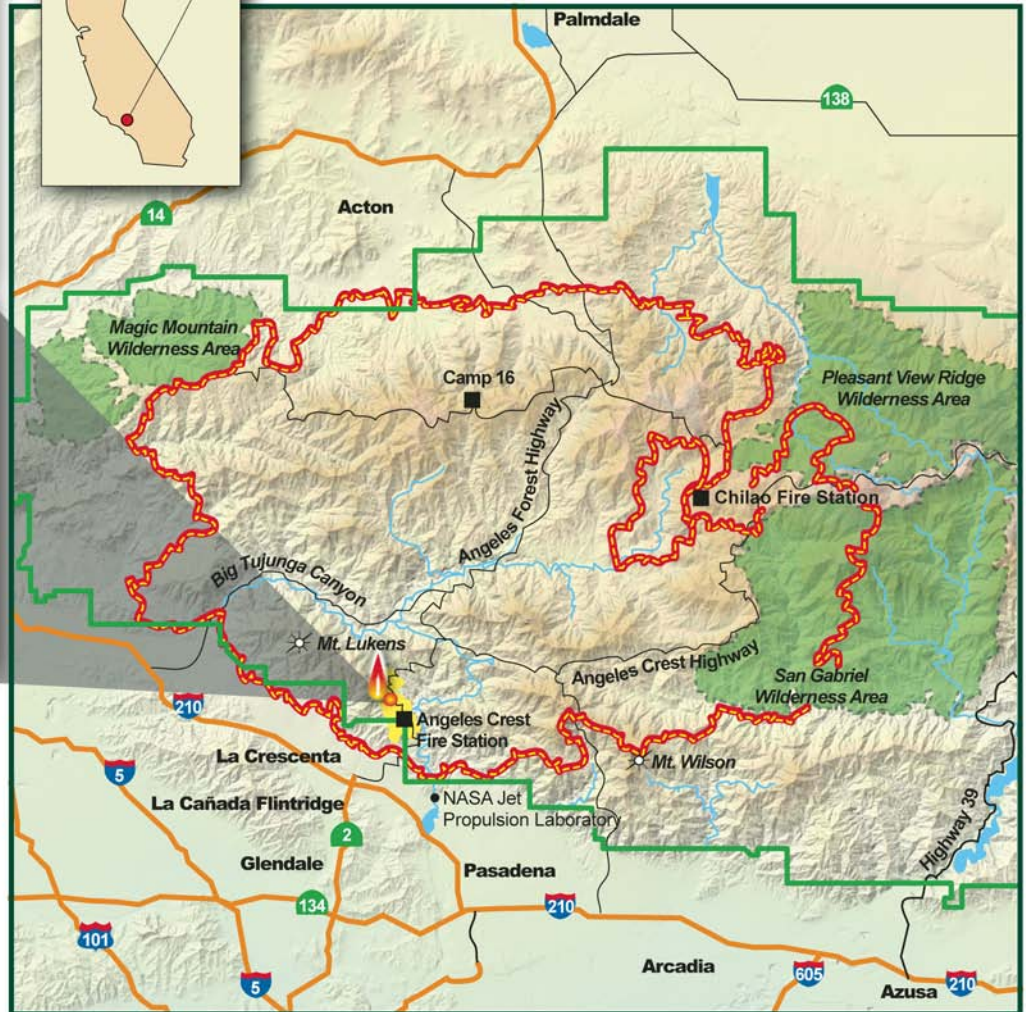 Palmdale
138
14
Acton
Magic Mountain
Wilderness Area
Camp 16
Pleasant View Ridge
Wilderness Area
Angeles Forest Highway
Chilao Fire Station
Big Tujunga Canyon
Mt. Lukens
Angeles Crest Highway
San Gabriel
Wilderness Area
210
Angeles Crest
Fire Station
Mt. Wilson
La Crescenta
5
NASA Jet
Propulsion Laboratory
La Cañada Flintridge
Highway 39
2
Glendale
Pasadena
134
210
101
Arcadia
605
5
Azusa
210